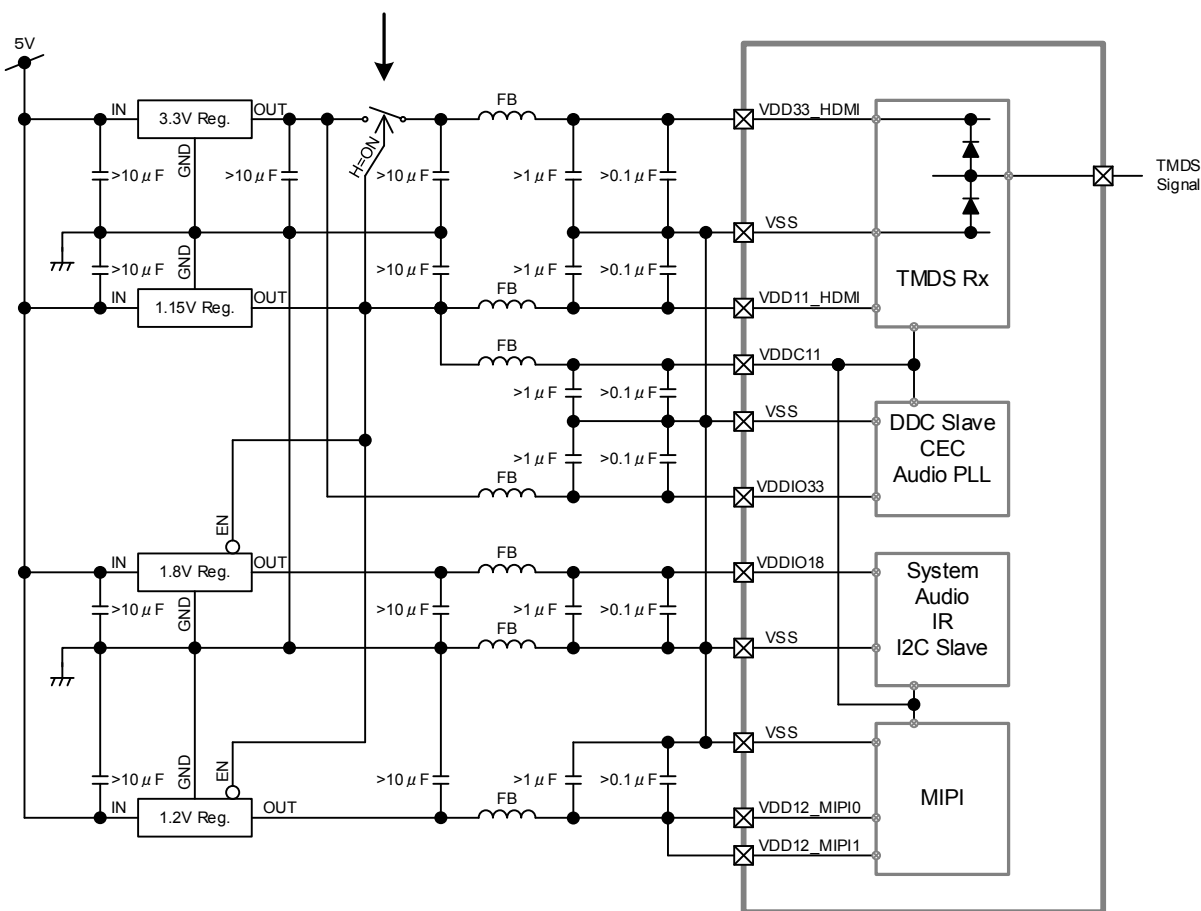 5V
IN
3.3V Reg.
OUT
GND
H=ON
FB
VDD33_HDMI
>10μF
>10μF
>10μF
>1μF
>0.1μF
TMDS
Signal
VSS
>10μF
GND
>10μF
>1μF
>0.1μF
TMDS Rx
IN
1.15V Reg.
OUT
FB
VDD11_HDMI
FB
VDDC11
>1μF
>0.1μF
VSS
DDC Slave
CEC
Audio PLL
>1μF
>0.1μF
FB
VDDIO33
EN
IN
1.8V Reg.
OUT
FB
VDDIO18
System
Audio
IR
I2C Slave
>10μF
GND
>10μF
>1μF
>0.1μF
FB
VSS
VSS
>10μF
GND
EN
>10μF
>1μF
>0.1μF
MIPI
IN
1.2V Reg.
OUT
FB
VDD12_MIPI0
VDD12_MIPI1